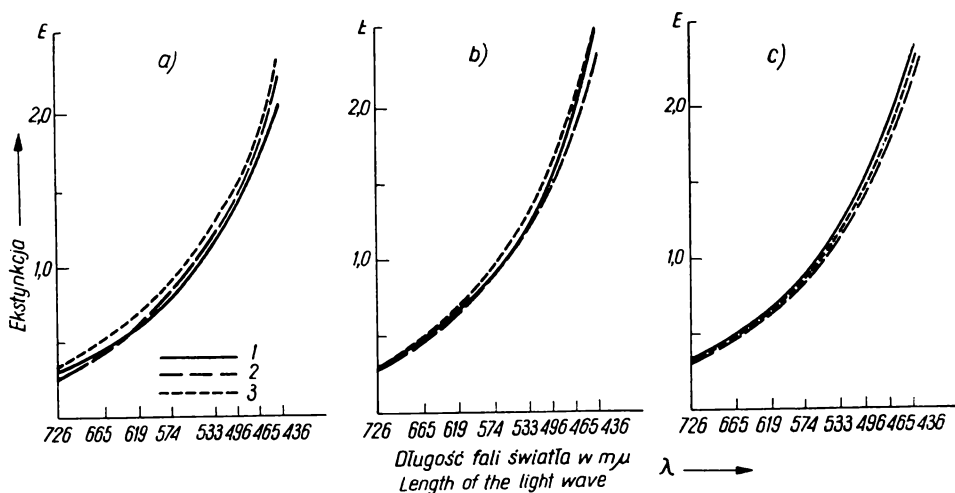 E
a)
2,0
1,0
Ekstynkcja
1
2
3
726 665 619 574 533 496 465 436
E
b)
2,0
1,0
726 665 619 574 533 496 465 436
E
c)
2,0
1,0
726 665 619 574 533 496 465 436
Długość fali światła w mμ
Length of the light wave
λ